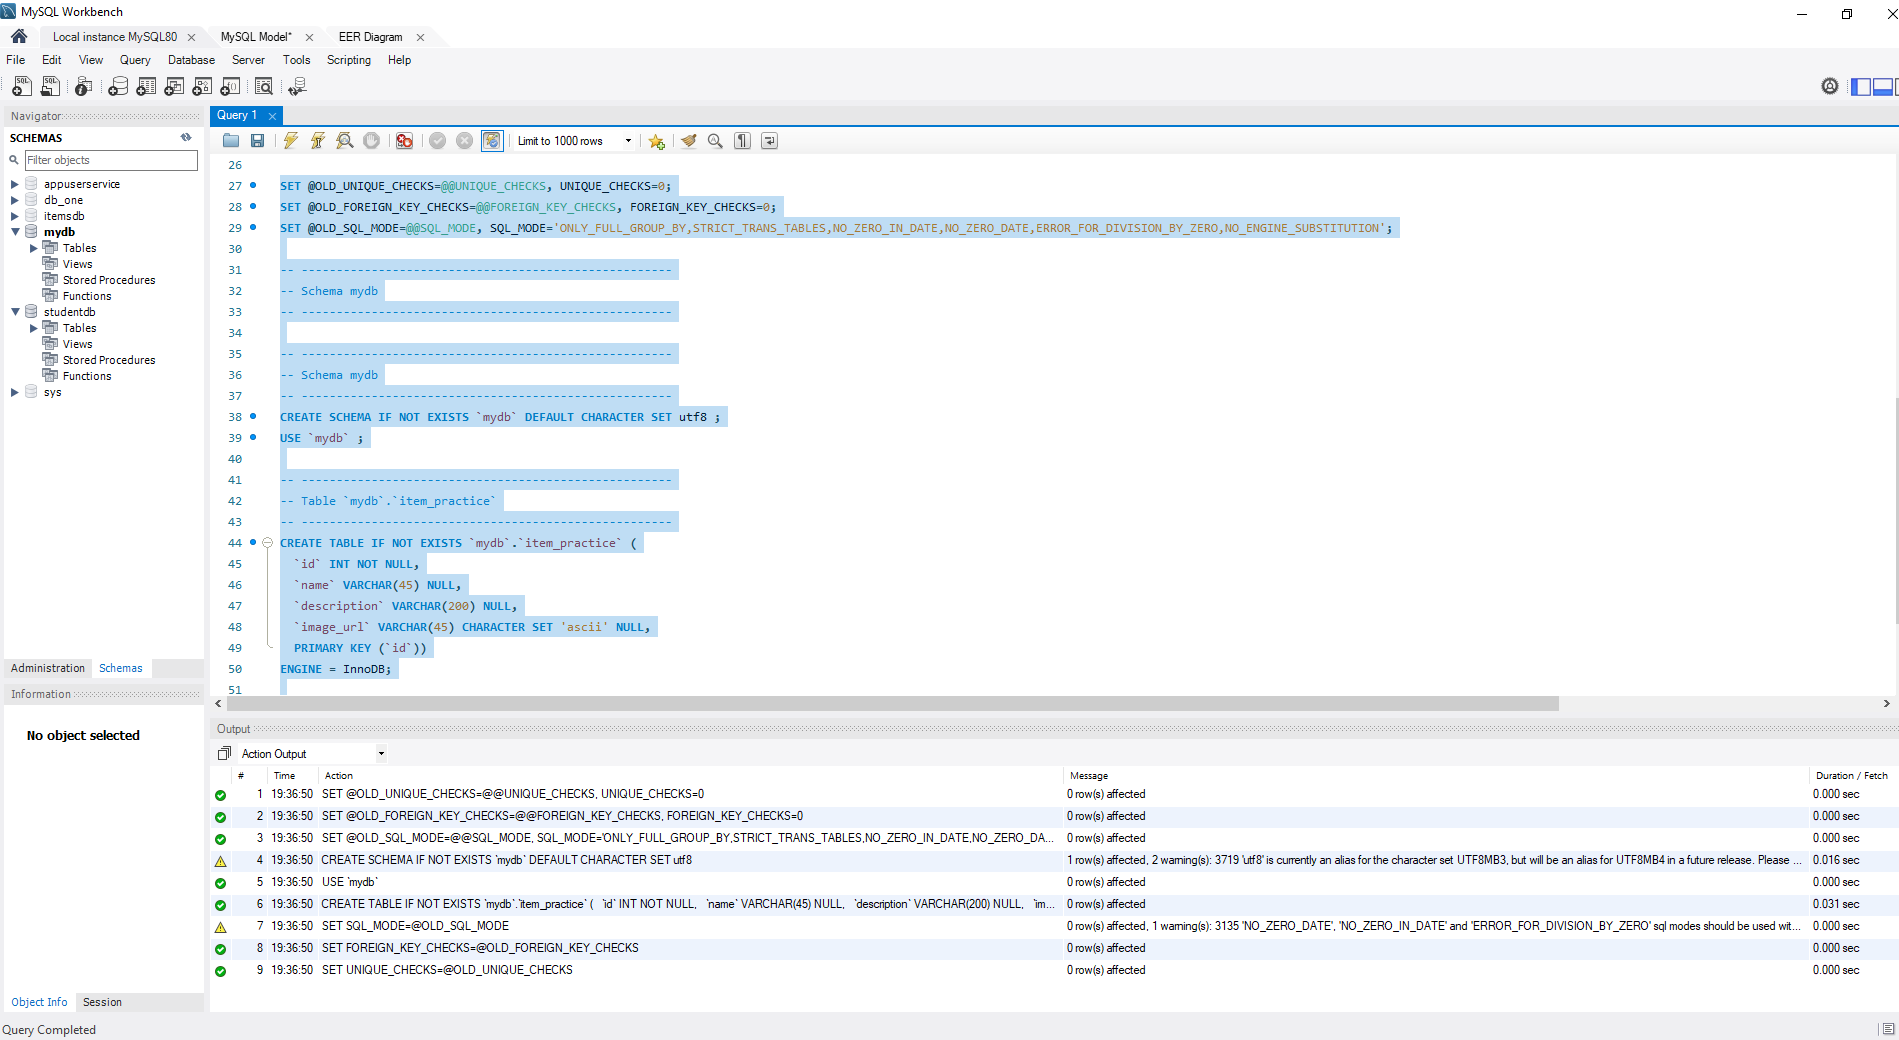 MySQL Workbench
Local instance MySQL80
MySQL Model*
EER Diagram
File Edit View Query Database Server Tools Scripting Help
Navigator
SCHEMAS
Filter objects
appuserservice
db_one
itemsdb
mydb
Tables
Views
Stored Procedures
Functions
studentdb
Tables
Views
Stored Procedures
Functions
sys
Administration Schemas
Information
No object selected
Object Info Session
Query 1
Limit to 1000 rows
26
27 SET @OLD_UNIQUE_CHECKS=@@UNIQUE_CHECKS, UNIQUE_CHECKS=0;
28 SET @OLD_FOREIGN_KEY_CHECKS=@@FOREIGN_KEY_CHECKS, FOREIGN_KEY_CHECKS=0;
29 SET @OLD_SQL_MODE=@@SQL_MODE, SQL_MODE='ONLY_FULL_GROUP_BY,STRICT_TRANS_TABLES,NO_ZERO_IN_DATE,NO_ZERO_DATE,ERROR_FOR_DIVISION_BY_ZERO,NO_ENGINE_SUBSTITUTION';
30
31 -- -----------------------------------------------------
32 -- Schema mydb
33 -- -----------------------------------------------------
34
35 -- -----------------------------------------------------
36 -- Schema mydb
37 -- -----------------------------------------------------
38 CREATE SCHEMA IF NOT EXISTS `mydb` DEFAULT CHARACTER SET utf8 ;
39 USE `mydb` ;
40
41 -- -----------------------------------------------------
42 -- Table `mydb`.`item_practice`
43 -- -----------------------------------------------------
44 CREATE TABLE IF NOT EXISTS `mydb`.`item_practice` (
45 `id` INT NOT NULL,
46 `name` VARCHAR(45) NULL,
47 `description` VARCHAR(200) NULL,
48 `image_url` VARCHAR(45) CHARACTER SET 'ascii' NULL,
49 PRIMARY KEY (`id`))
50 ENGINE = InnoDB;
51
Output
Action Output
# Time Action Message Duration / Fetch
1 19:36:50 SET @OLD_UNIQUE_CHECKS=@@UNIQUE_CHECKS, UNIQUE_CHECKS=0 0 row(s) affected 0.000 sec
2 19:36:50 SET @OLD_FOREIGN_KEY_CHECKS=@@FOREIGN_KEY_CHECKS, FOREIGN_KEY_CHECKS=0 0 row(s) affected 0.000 sec
3 19:36:50 SET @OLD_SQL_MODE=@@SQL_MODE, SQL_MODE='ONLY_FULL_GROUP_BY,STRICT_TRANS_TABLES,NO_ZERO_IN_DATE,NO_ZERO_DA... 0 row(s) affected 0.000 sec
4 19:36:50 CREATE SCHEMA IF NOT EXISTS `mydb` DEFAULT CHARACTER SET utf8 1 row(s) affected, 2 warning(s): 3719 'utf8' is currently an alias for the character set UTF8MB3, but will be an alias for UTF8MB4 in a future release. Please ... 0.016 sec
5 19:36:50 USE `mydb` 0 row(s) affected 0.000 sec
6 19:36:50 CREATE TABLE IF NOT EXISTS `mydb`.`item_practice` ( `id` INT NOT NULL, `name` VARCHAR(45) NULL, `description` VARCHAR(200) NULL, `im... 0 row(s) affected 0.031 sec
7 19:36:50 SET SQL_MODE=@OLD_SQL_MODE 0 row(s) affected, 1 warning(s): 3135 'NO_ZERO_DATE', 'NO_ZERO_IN_DATE' and 'ERROR_FOR_DIVISION_BY_ZERO' sql modes should be used wit... 0.000 sec
8 19:36:50 SET FOREIGN_KEY_CHECKS=@OLD_FOREIGN_KEY_CHECKS 0 row(s) affected 0.000 sec
9 19:36:50 SET UNIQUE_CHECKS=@OLD_UNIQUE_CHECKS 0 row(s) affected 0.000 sec
Query Completed